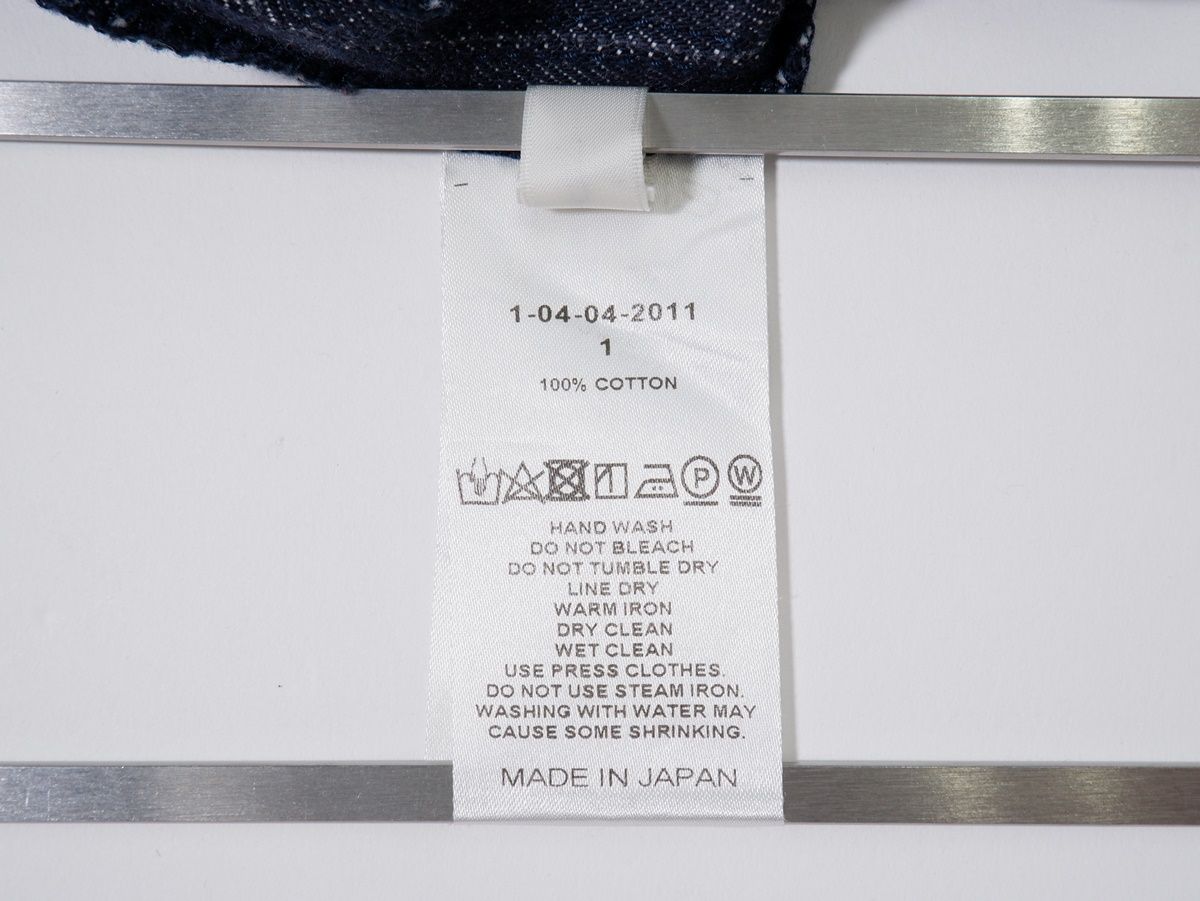 1-04-04-2011
1
100% COTTON
P W
HAND WASH
DO NOT BLEACH
DO NOT TUMBLE DRY
LINE DRY
WARM IRON
DRY CLEAN
WET CLEAN
USE PRESS CLOTHES.
DO NOT USE STEAM IRON.
WASHING WITH WATER MAY
CAUSE SOME SHRINKING.
MADE IN JAPAN